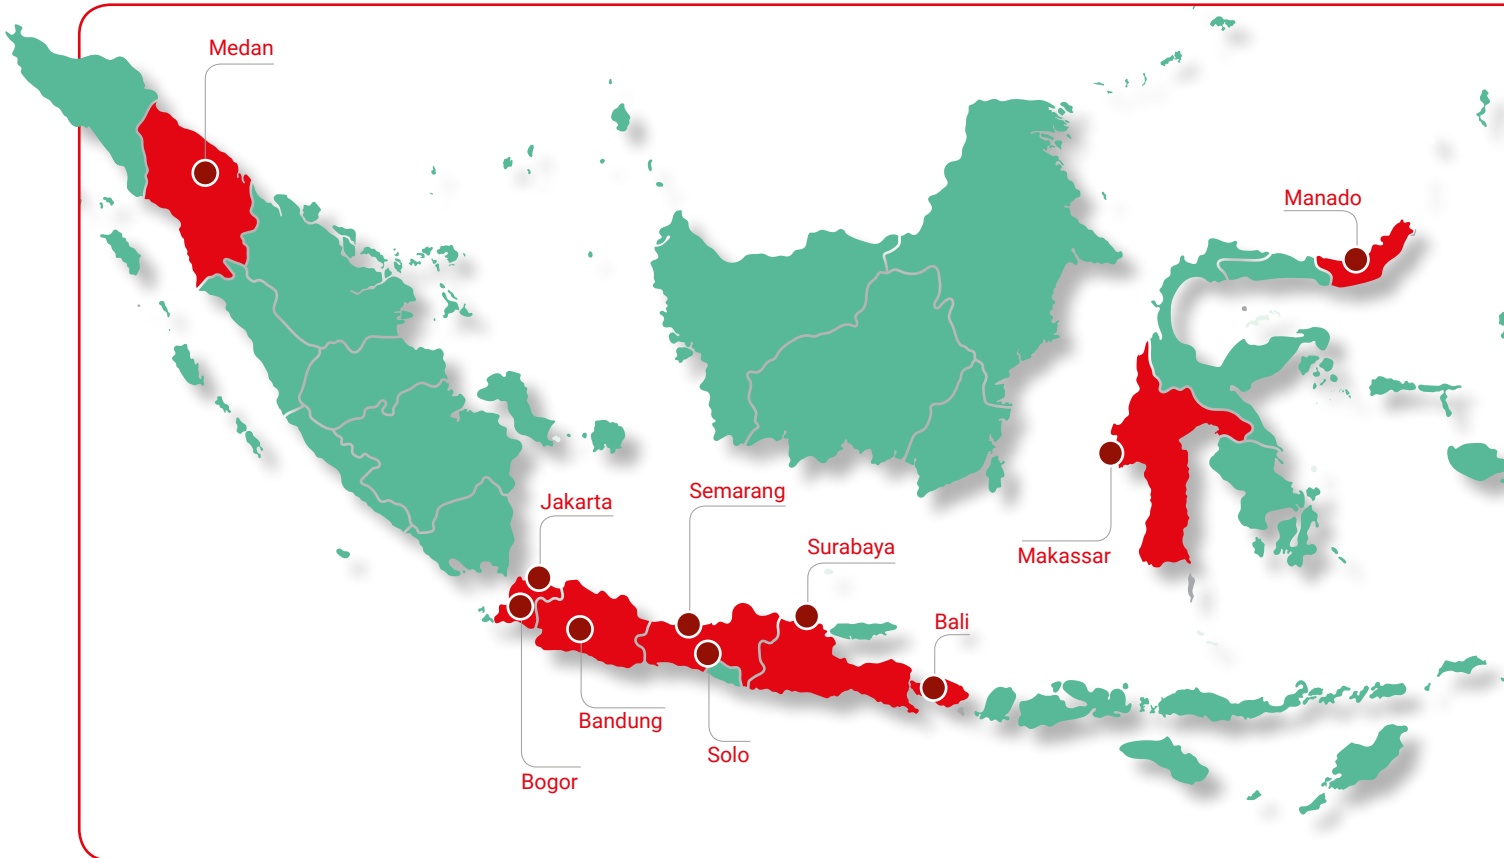 Medan
Manado
Jakarta
Semarang
Surabaya
Makassar
Bali
Bandung
Solo
Bogor